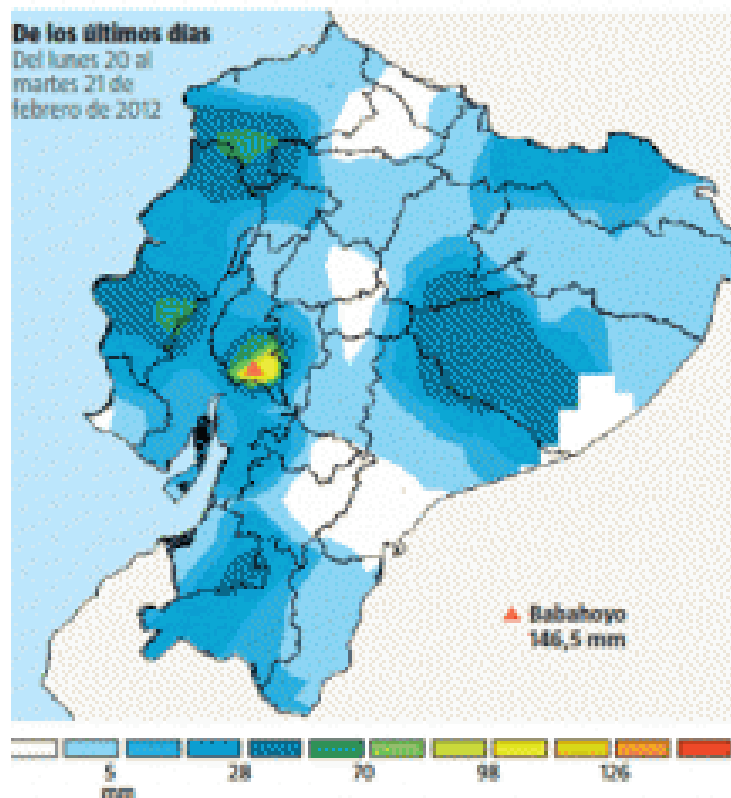 De los últimos días
Del lunes 20 al
martes 21 de
febrero de 2012
Babahoyo
146,5 mm
5 28 70 98 126
mm